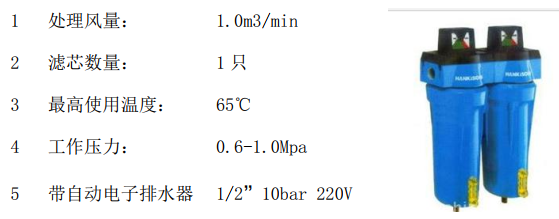 1 处理风量: 1.0m3/min
2 滤芯数量: 1只
3 最高使用温度: 65℃
4 工作压力: 0.6-1.0Mpa
5 带自动电子排水器 1/2” 10bar 220V